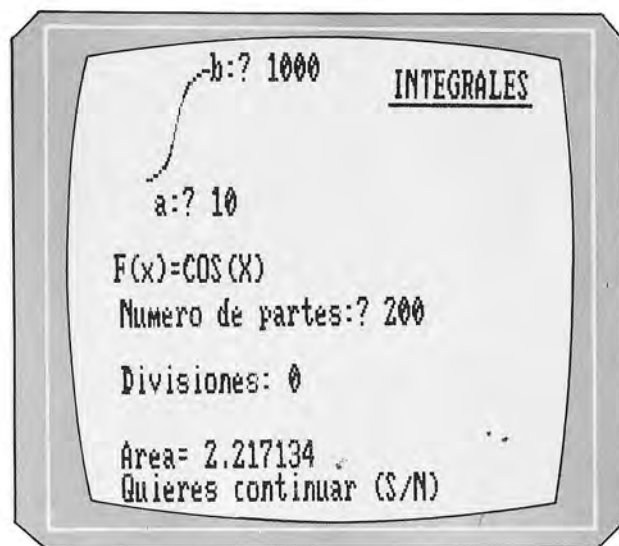 b:? 1000
INTEGRALES
a:? 10
F(x)=COS(X)
Numero de partes:? 200
Divisiones: 0
Area= 2.217134
Quieres continuar (S/N)